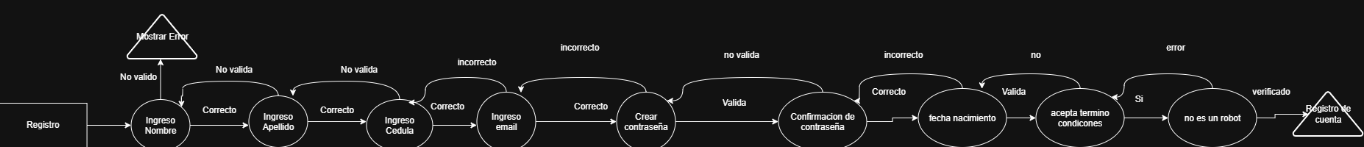 Mostrar Error
No valido
No valida
No valida
incorrecto
incorrecto
no valida
incorrecto
no
error
Registro
Ingreso
Nombre
Correcto
Ingreso
Apellido
Correcto
Ingreso
Cedula
Correcto
Ingreso
email
Correcto
Crear
contraseña
Valida
Confirmacion de
contraseña
Correcto
fecha nacimiento
Valida
acepta termino
condicones
Si
no es un robot
verificado
Registro de
cuenta